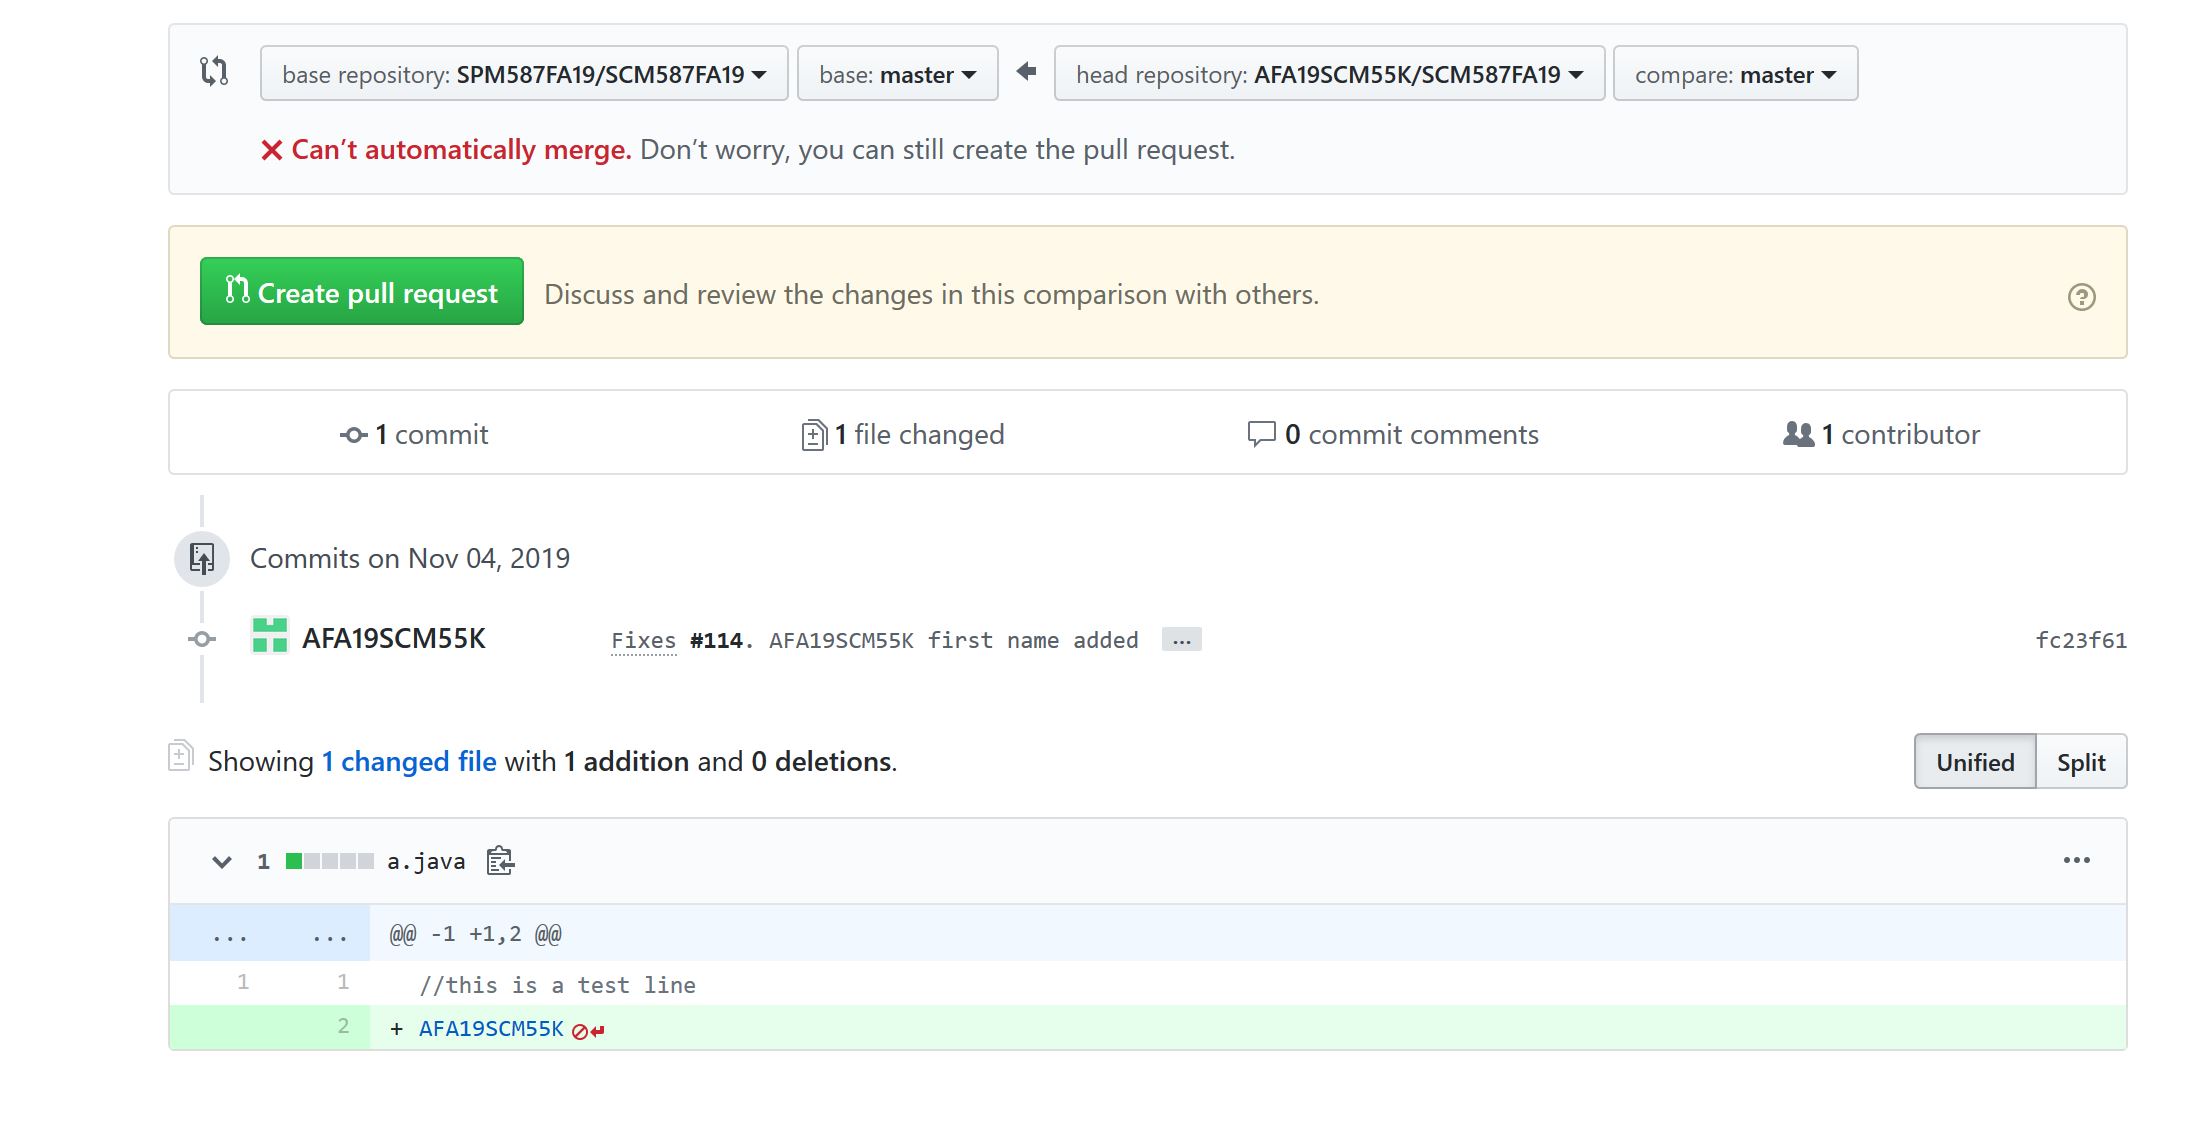 base repository: SPM587FA19/SCM587FA19 base: master head repository: AFA19SCM55K/SCM587FA19 compare: master
Can’t automatically merge. Don’t worry, you can still create the pull request.
Create pull request Discuss and review the changes in this comparison with others.
1 commit 1 file changed 0 commit comments 1 contributor
Commits on Nov 04, 2019
AFA19SCM55K Fixes #114. AFA19SCM55K first name added … fc23f61
Showing 1 changed file with 1 addition and 0 deletions. Unified Split
1 a.java
... ... @@ -1 +1,2 @@
1 1 //this is a test line
2 + AFA19SCM55K